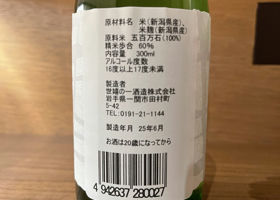 原材料名 米(新潟県産)、
米麹(新潟県産)
原料米 五百万石(100%)
精米歩合 60%
内容量 300ml
アルコール度数
16度以上17度未満
製造者
世嬉の一酒造株式会社
岩手県一関市田村町
5-42
TEL: 0191-21-1144
製造年月 25年6月
お酒は20歳になってから
4 942637 280027